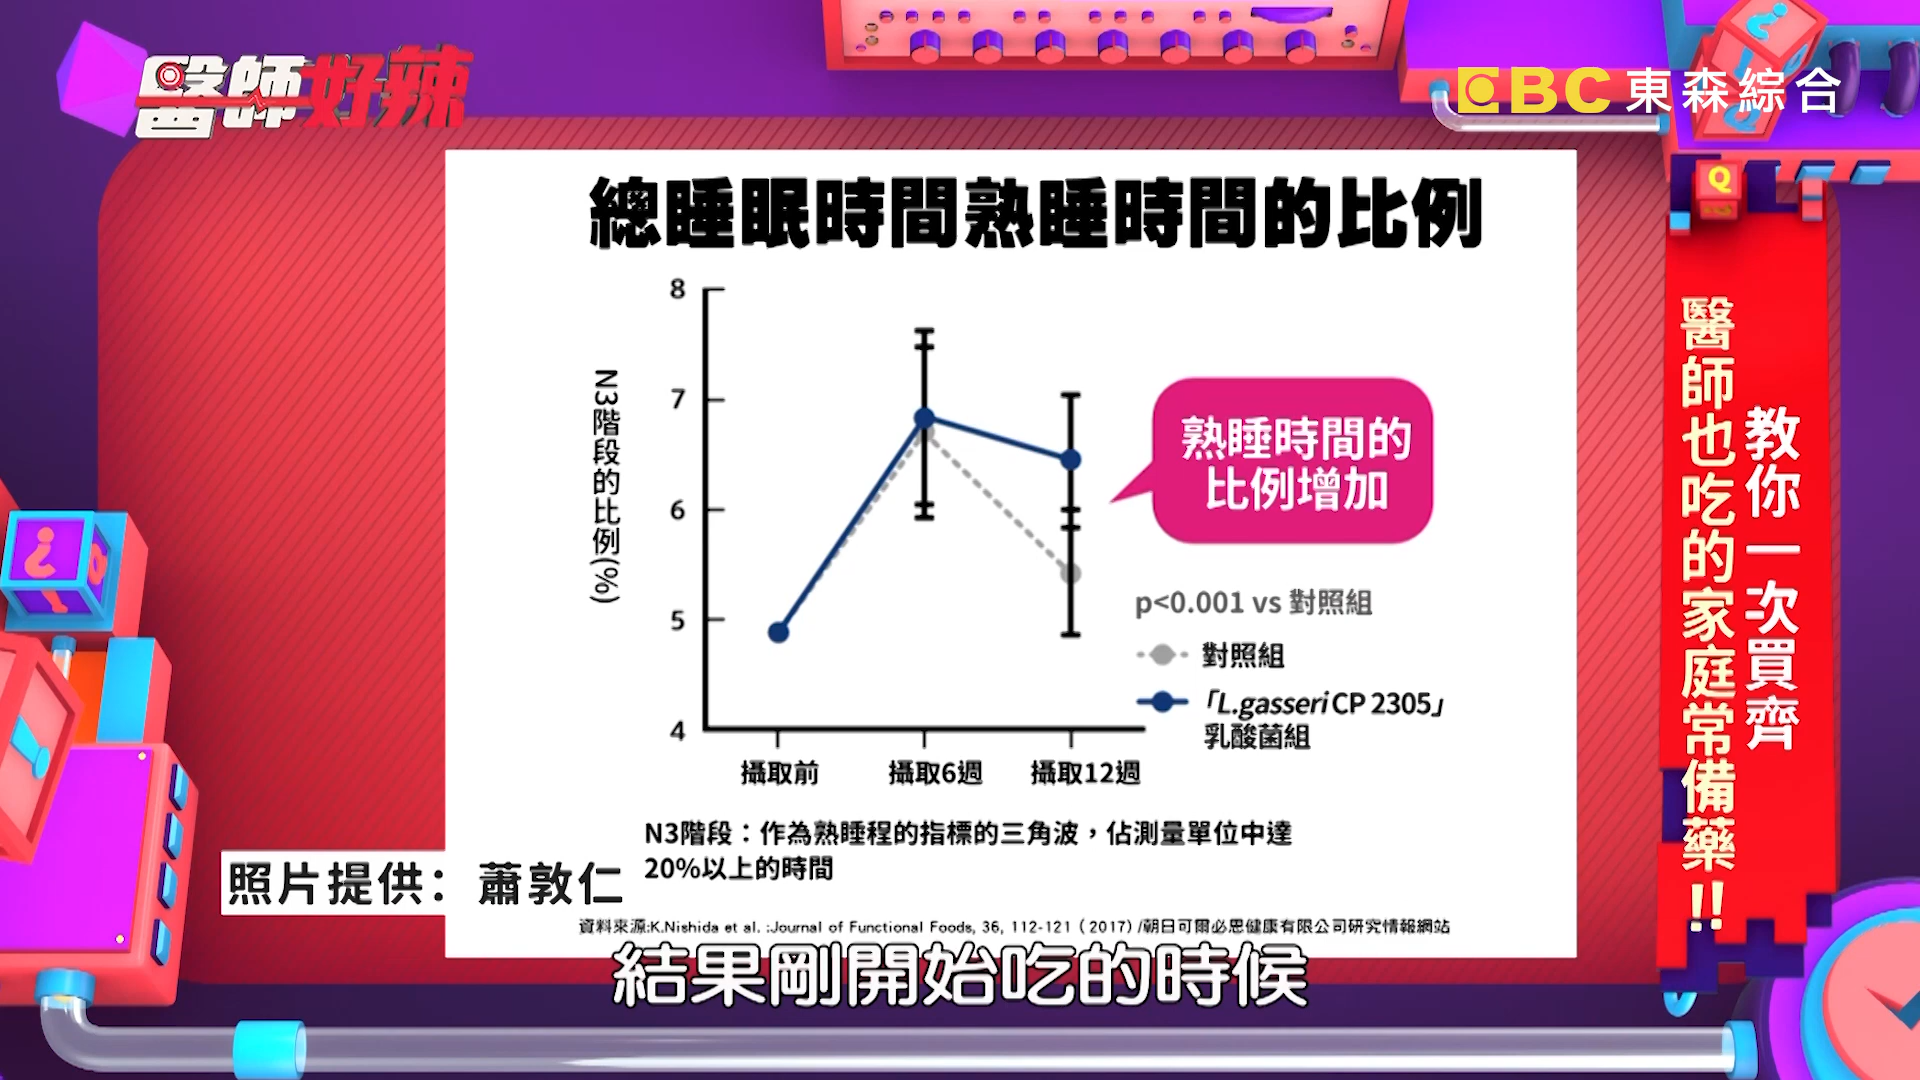 醫師好辣
EBC 東森綜合
Q
教你一次買齊
醫師也吃的家庭常備藥!!
總睡眠時間熟睡時間的比例
N3階段的比例(%)
8
7
6
5
4
攝取前
攝取6週
攝取12週
熟睡時間的
比例增加
p<0.001 vs 對照組
對照組
「L.gasseri CP 2305」
乳酸菌組
N3階段：作為熟睡程的指標的三角波，佔測量單位中達
20%以上的時間
照片提供：蕭敦仁
資料來源:K.Nishida et al. :Journal of Functional Foods, 36, 112-121（2017）/朝日可爾必思健康有限公司研究情報網站
結果剛開始吃的時候